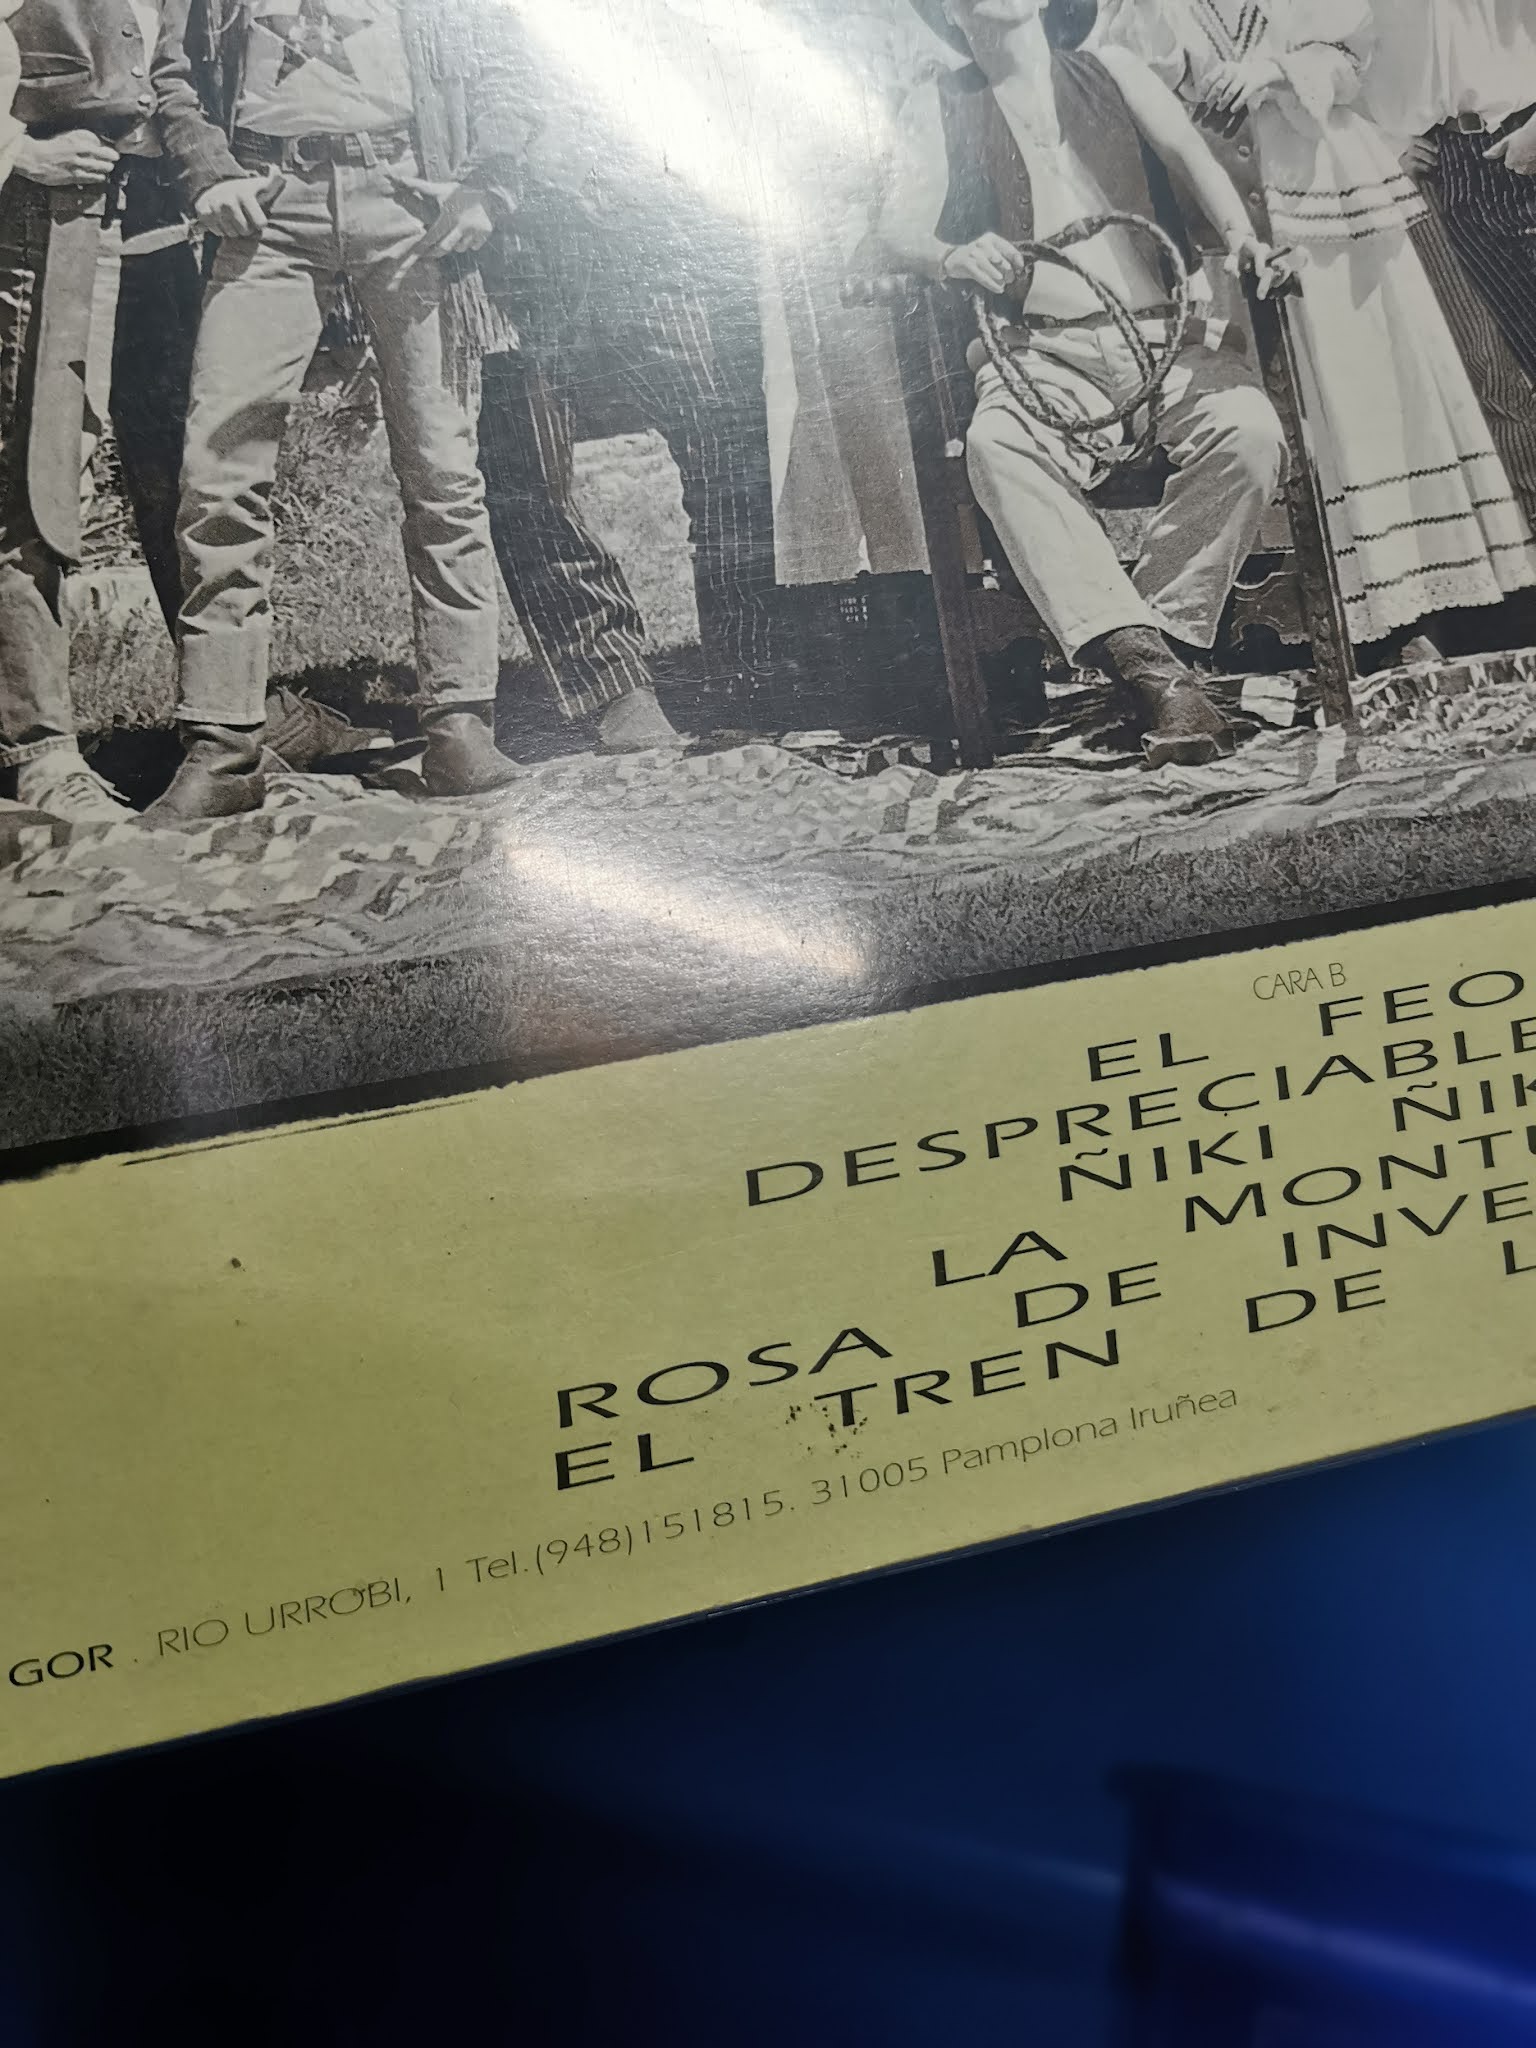 CARA B
EL FEO
DESPRECIABLE
ÑIKI ÑIK
LA MONTU
ROSA DE INVE
EL TREN DE L
GOR . RIO URROBI, 1 Tel.(948)151815. 31005 Pamplona Iruñea